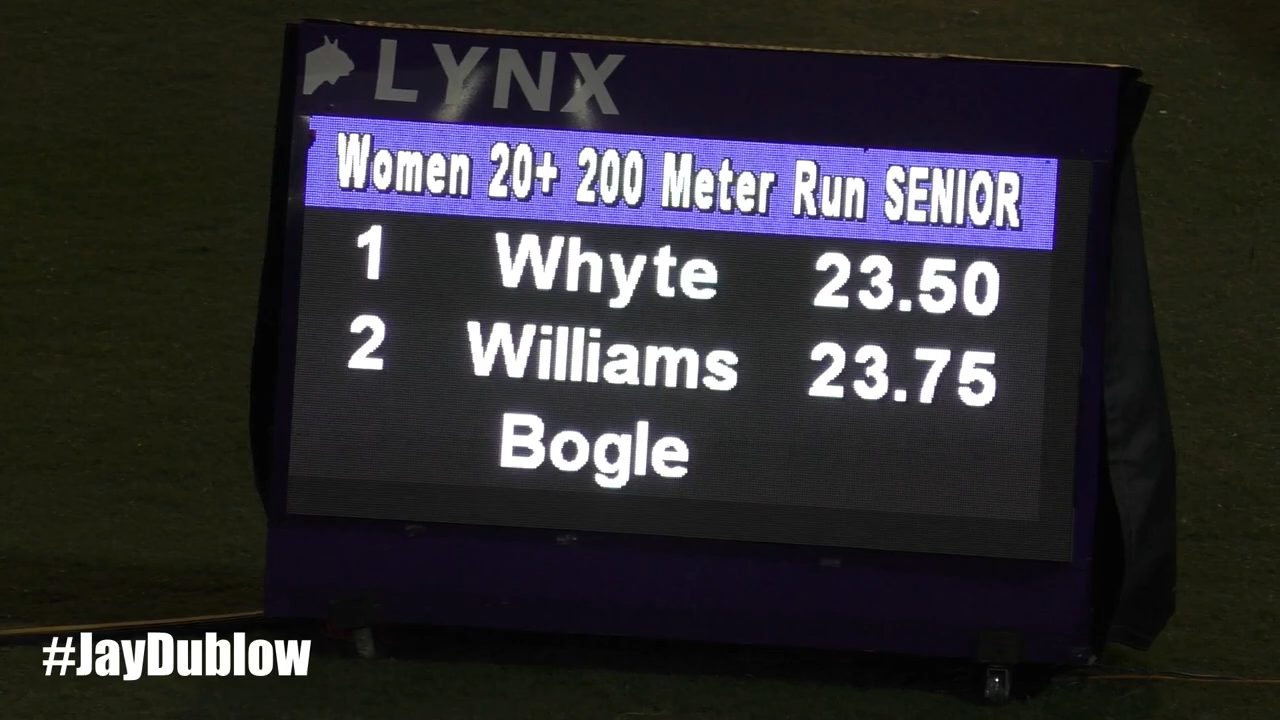 LYNX
Women 20+ 200 Meter Run SENIOR
1 Whyte 23.50
2 Williams 23.75
Bogle
#JayDublow